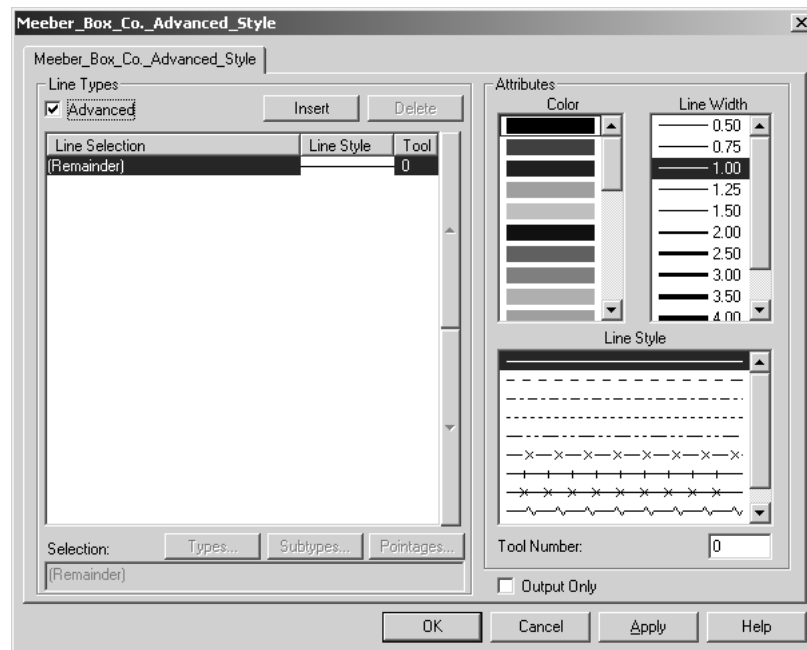 Meeber_Box_Co._Advanced_Style
Meeber_Box_Co._Advanced_Style
Line Types
Advanced
Insert
Delete
Line Selection Line Style Tool
(Remainder) 0
Selection:
Types...
Subtypes...
Pointages...
(Remainder)
Attributes
Color
Line Width
0.50
0.75
1.00
1.25
1.50
2.00
2.50
3.00
3.50
4.00
Line Style
Tool Number: 0
Output Only
OK
Cancel
Apply
Help